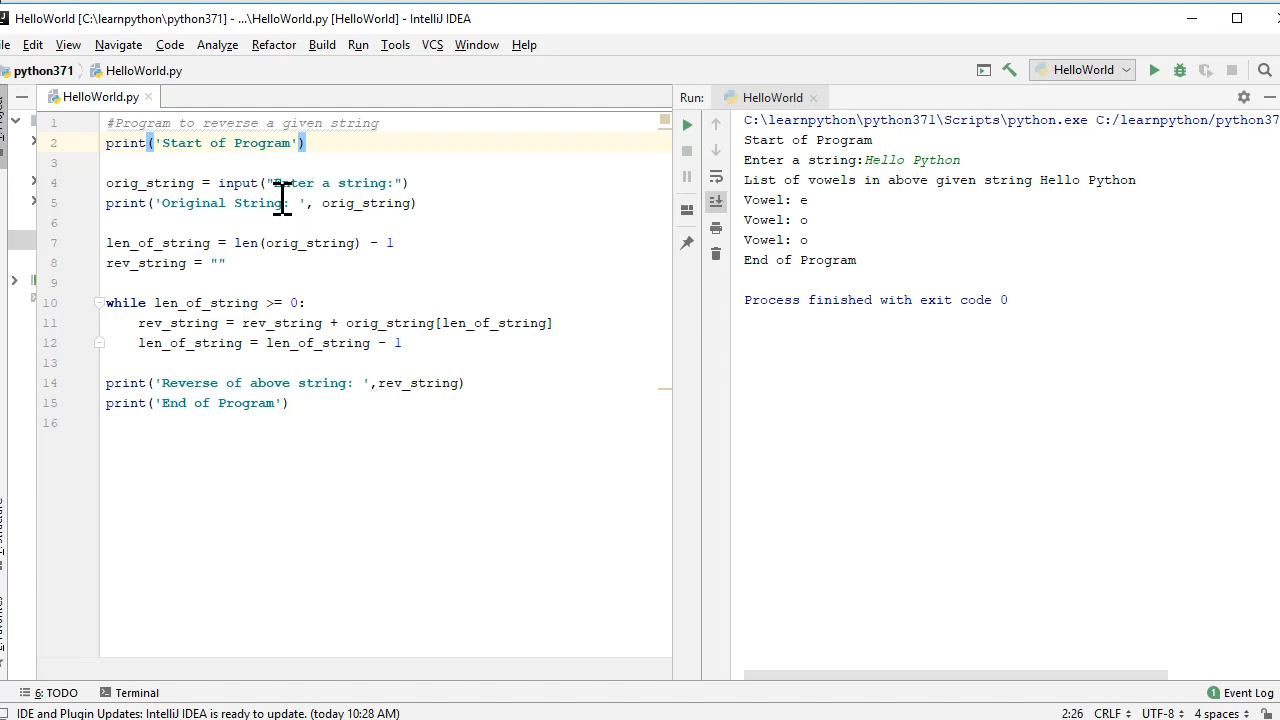 HelloWorld [C:\learnpython\python371] - ...\HelloWorld.py [HelloWorld] - IntelliJ IDEA
Edit View Navigate Code Analyze Refactor Build Run Tools VCS Window Help
python371 HelloWorld.py HelloWorld
HelloWorld.py
1 #Program to reverse a given string
2 print('Start of Program')
3
4 orig_string = input("Enter a string:")
5 print('Original String: ', orig_string)
6
7 len_of_string = len(orig_string) - 1
8 rev_string = ""
9
10 while len_of_string >= 0:
11 rev_string = rev_string + orig_string[len_of_string]
12 len_of_string = len_of_string - 1
13
14 print('Reverse of above string: ',rev_string)
15 print('End of Program')
16
Run: HelloWorld
C:\learnpython\python371\Scripts\python.exe C:/learnpython/python37
Start of Program
Enter a string:Hello Python
List of vowels in above given string Hello Python
Vowel: e
Vowel: o
Vowel: o
End of Program
Process finished with exit code 0
6: TODO Terminal 1 Event Log
IDE and Plugin Updates: IntelliJ IDEA is ready to update. (today 10:28 AM) 2:26 CRLF UTF-8 4 spaces